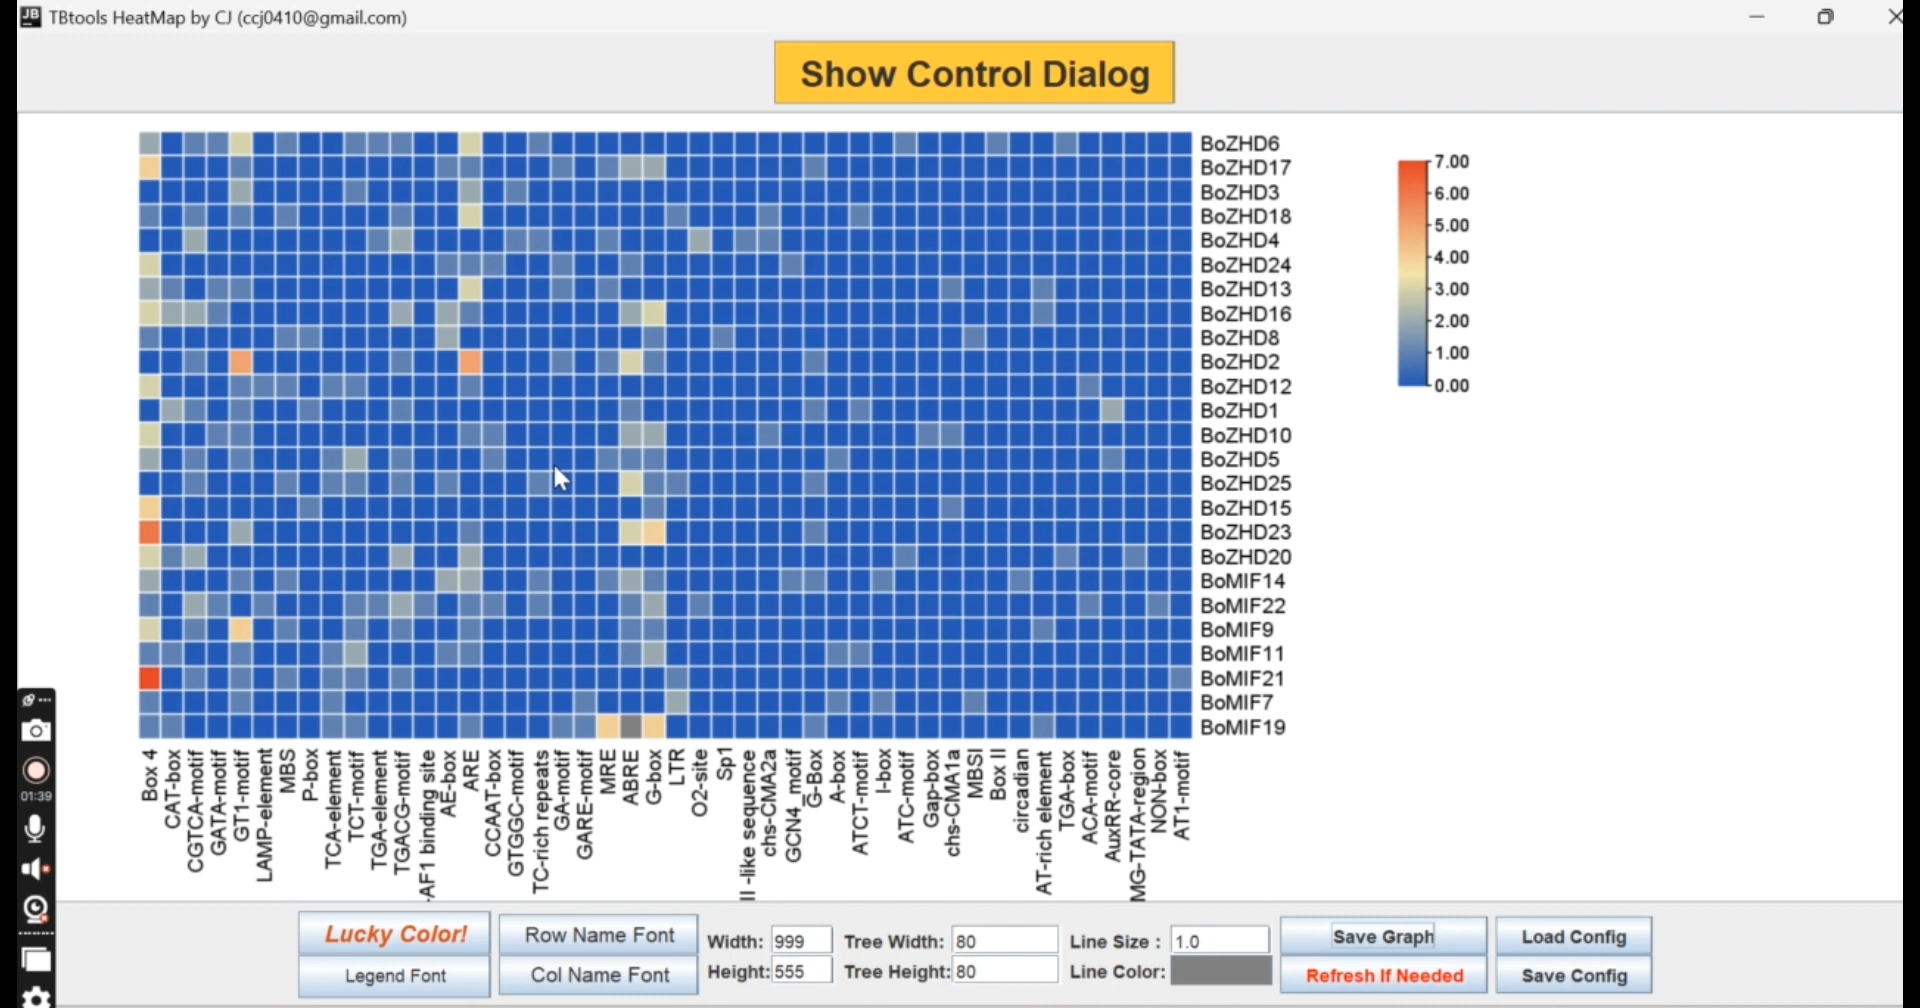 JB TBtools HeatMap by CJ (ccj0410@gmail.com)
Show Control Dialog
BoZHD6
BoZHD17
BoZHD3
BoZHD18
BoZHD4
BoZHD24
BoZHD13
BoZHD16
BoZHD8
BoZHD2
BoZHD12
BoZHD1
BoZHD10
BoZHD5
BoZHD25
BoZHD15
BoZHD23
BoZHD20
BoMIF14
BoMIF22
BoMIF9
BoMIF11
BoMIF21
BoMIF7
BoMIF19
7.00
6.00
5.00
4.00
3.00
2.00
1.00
0.00
Box 4
CAT-box
CGTCA-motif
GATA-motif
GT1-motif
LAMP-element
MBS
P-box
TCA-element
TCT-motif
TGA-element
TGACG-motif
-AF1 binding site
AE-box
ARE
CCAAT-box
GTGGC-motif
TC-rich repeats
GA-motif
GARE-motif
MRE
ABRE
G-box
LTR
O2-site
Sp1
II -like sequence
chs-CMA2a
GCN4_motif
G-Box
A-box
ATCT-motif
I-box
ATC-motif
Gap-box
chs-CMA1a
MBSI
Box II
circadian
AT-rich element
TGA-box
ACA-motif
AuxRR-core
MG-TATA-region
NON-box
AT1-motif
01:39
Lucky Color!
Row Name Font
Width: 999
Tree Width: 80
Line Size : 1.0
Save Graph
Load Config
Legend Font
Col Name Font
Height: 555
Tree Height: 80
Line Color:
Refresh If Needed
Save Config